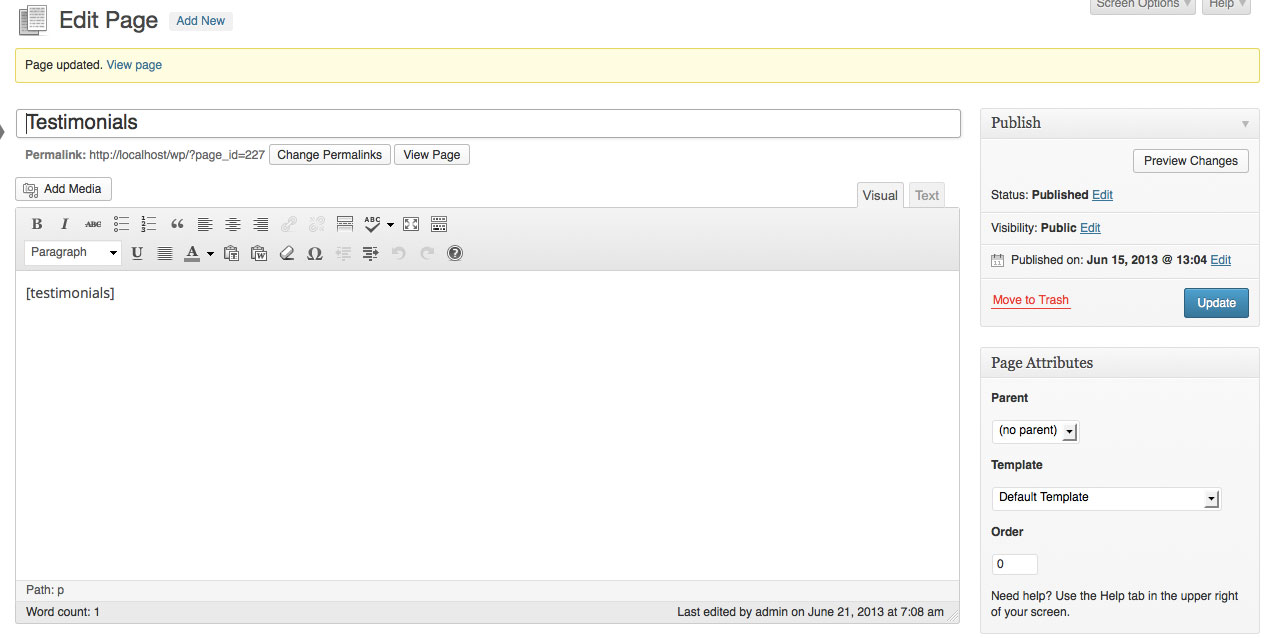 Screen Options Help
Edit Page Add New
Page updated. View page
Testimonials
Permalink: http://localhost/wp/?page_id=227 Change Permalinks View Page
Add Media
Visual Text
B I ABC ABC
Paragraph U A
[testimonials]
Path: p
Word count: 1 Last edited by admin on June 21, 2013 at 7:08 am
Publish
Preview Changes
Status: Published Edit
Visibility: Public Edit
Published on: Jun 15, 2013 @ 13:04 Edit
Move to Trash Update
Page Attributes
Parent
(no parent)
Template
Default Template
Order
0
Need help? Use the Help tab in the upper right
of your screen.